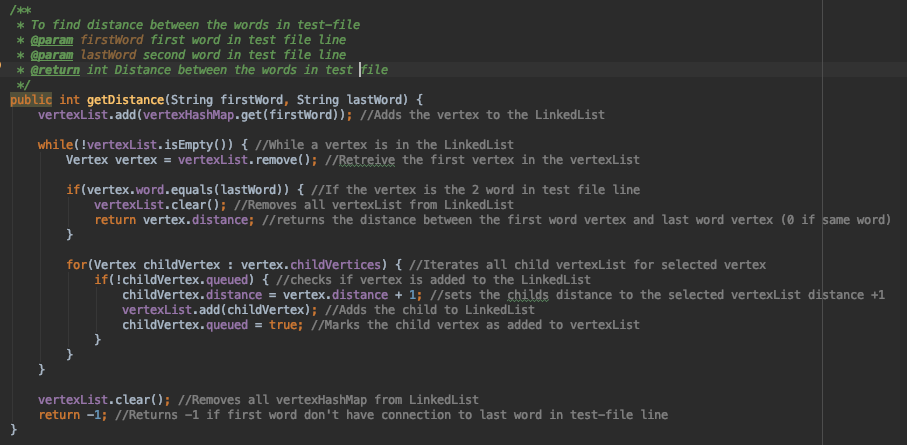 /**
 * To find distance between the words in test-file
 * @param firstWord first word in test file line
 * @param lastWord second word in test file line
 * @return int Distance between the words in test file
 */
public int getDistance(String firstWord, String lastWord) {
    vertexList.add(vertexHashMap.get(firstWord)); //Adds the vertex to the LinkedList

    while(!vertexList.isEmpty()) { //While a vertex is in the LinkedList
        Vertex vertex = vertexList.remove(); //Retreive the first vertex in the vertexList

        if(vertex.word.equals(lastWord)) { //If the vertex is the 2 word in test file line
            vertexList.clear(); //Removes all vertexList from LinkedList
            return vertex.distance; //returns the distance between the first word vertex and last word vertex (0 if same word)
        }

        for(Vertex childVertex : vertex.childVertices) { //Iterates all child vertexList for selected vertex
            if(!childVertex.queued) { //checks if vertex is added to the LinkedList
                childVertex.distance = vertex.distance + 1; //sets the childs distance to the selected vertexList distance +1
                vertexList.add(childVertex); //Adds the child to LinkedList
                childVertex.queued = true; //Marks the child vertex as added to vertexList
            }
        }
    }

    vertexList.clear(); //Removes all vertexHashMap from LinkedList
    return -1; //Returns -1 if first word don't have connection to last word in test-file line
}